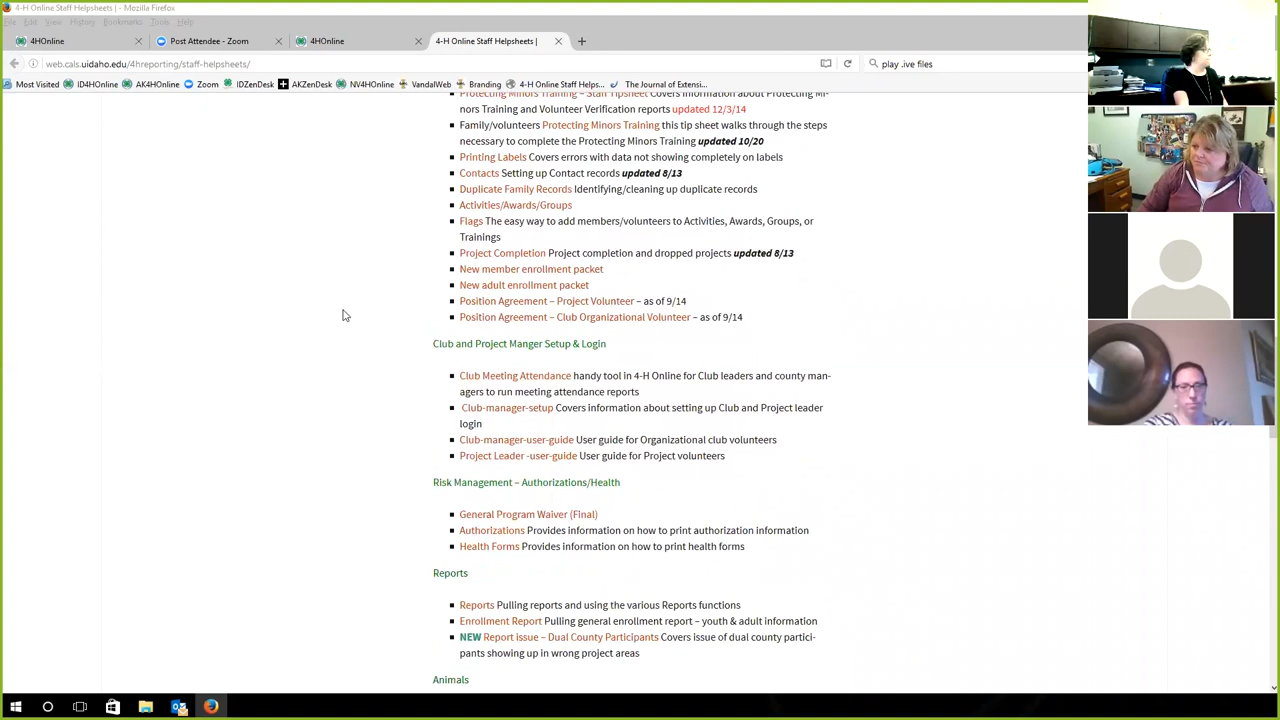 4-H Online Staff Helpsheets | - Mozilla Firefox
File Edit View History Bookmarks Tools Help
4HOnline × Post Attendee - Zoom × 4HOnline × 4-H Online Staff Helpsheets | × +
web.cals.uidaho.edu/4hreporting/staff-helpsheets/ play .ive files
Most Visited ID4HOnline AK4HOnline Zoom IDZenDesk AKZenDesk NV4HOnline VandalWeb Branding 4-H Online Staff Helps... The Journal of Extensi...
Protecting Minors Training – Staff Tipsheet Covers information about Protecting Mi-
nors Training and Volunteer Verification reports updated 12/3/14
Family/volunteers Protecting Minors Training this tip sheet walks through the steps
necessary to complete the Protecting Minors Training updated 10/20
Printing Labels Covers errors with data not showing completely on labels
Contacts Setting up Contact records updated 8/13
Duplicate Family Records Identifying/cleaning up duplicate records
Activities/Awards/Groups
Flags The easy way to add members/volunteers to Activities, Awards, Groups, or
Trainings
Project Completion Project completion and dropped projects updated 8/13
New member enrollment packet
New adult enrollment packet
Position Agreement – Project Volunteer – as of 9/14
Position Agreement – Club Organizational Volunteer – as of 9/14
Club and Project Manger Setup & Login
Club Meeting Attendance handy tool in 4-H Online for Club leaders and county man-
agers to run meeting attendance reports
Club-manager-setup Covers information about setting up Club and Project leader
login
Club-manager-user-guide User guide for Organizational club volunteers
Project Leader -user-guide User guide for Project volunteers
Risk Management – Authorizations/Health
General Program Waiver (Final)
Authorizations Provides information on how to print authorization information
Health Forms Provides information on how to print health forms
Reports
Reports Pulling reports and using the various Reports functions
Enrollment Report Pulling general enrollment report – youth & adult information
NEW Report issue – Dual County Participants Covers issue of dual county partici-
pants showing up in wrong project areas
Animals